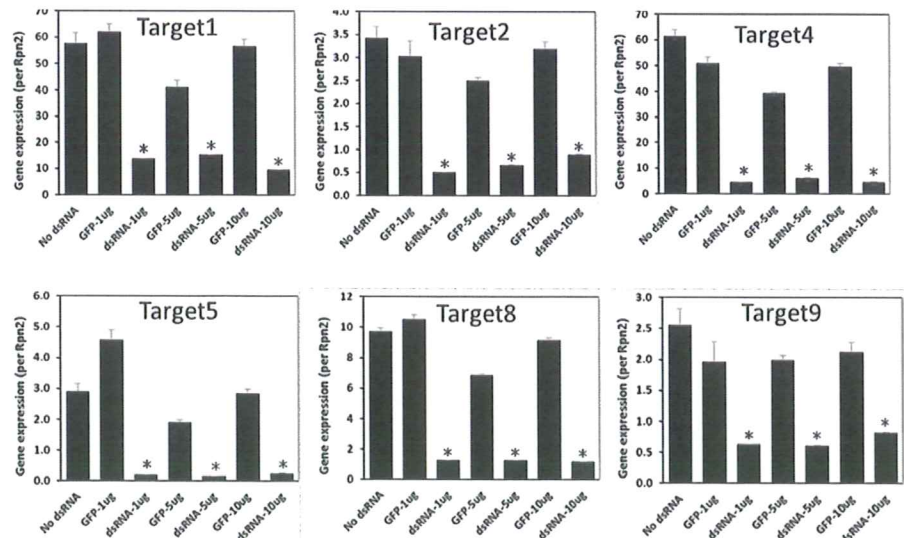 Target1
Gene expression (per Rpn2)
70
60
50
40
30
20
10
0
* * *
No dsRNA GFP-1ug dsRNA-1ug GFP-5ug dsRNA-5ug GFP-10ug dsRNA-10ug
Target2
Gene expression (per Rpn2)
4.0
3.5
3.0
2.5
2.0
1.5
1.0
0.5
0.0
* * *
No dsRNA GFP-1ug dsRNA-1ug GFP-5ug dsRNA-5ug GFP-10ug dsRNA-10ug
Target4
Gene expression (per Rpn2)
70
60
50
40
30
20
10
0
* * *
No dsRNA GFP-1ug dsRNA-1ug GFP-5ug dsRNA-5ug GFP-10ug dsRNA-10ug
Target5
Gene expression (per Rpn2)
6.0
5.0
4.0
3.0
2.0
1.0
0.0
* * *
No dsRNA GFP-1ug dsRNA-1ug GFP-5ug dsRNA-5ug GFP-10ug dsRNA-10ug
Target8
Gene expression (per Rpn2)
12
10
8
6
4
2
0
* * *
No dsRNA GFP-1ug dsRNA-1ug GFP-5ug dsRNA-5ug GFP-10ug dsRNA-10ug
Target9
Gene expression (per Rpn2)
3.0
2.5
2.0
1.5
1.0
0.5
0.0
* * *
No dsRNA GFP-1ug dsRNA-1ug GFP-5ug dsRNA-5ug GFP-10ug dsRNA-10ug